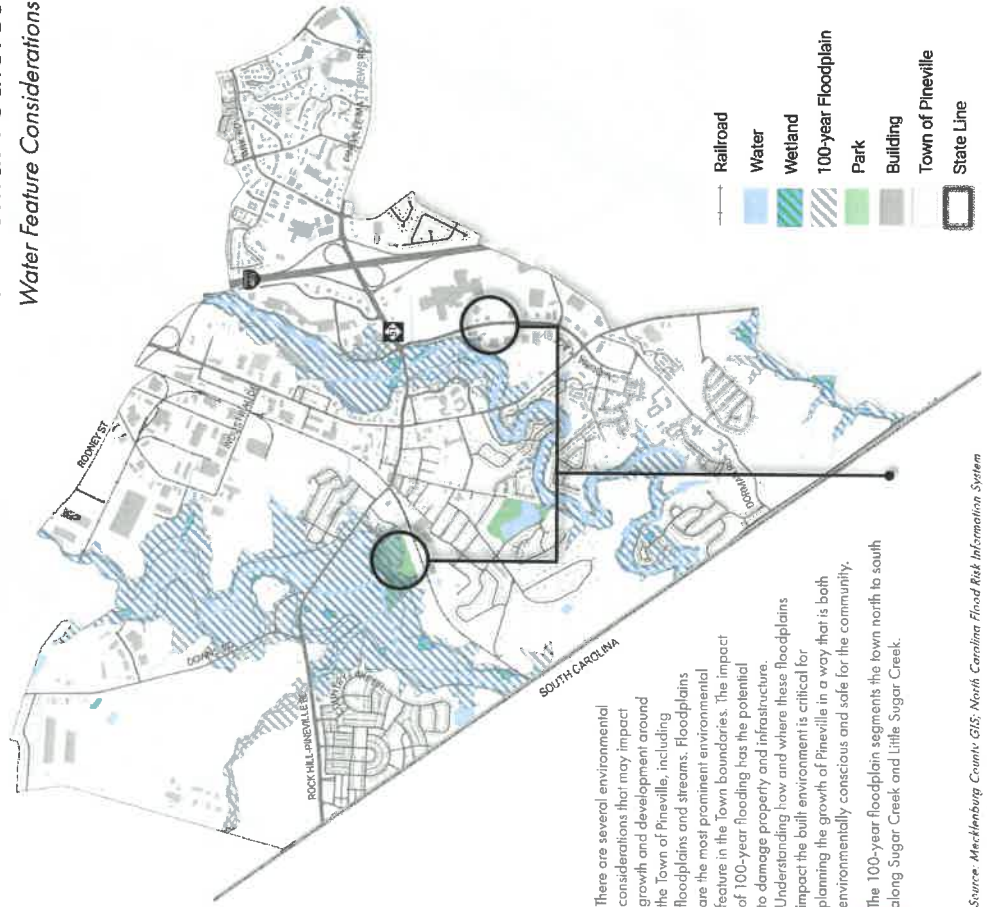 Water Feature Considerations
RODNEY ST
DORMAN RD
ROCK HILL-PINEVILLE RD
SOUTH CAROLINA
51
Railroad
Water
Wetland
100-year Floodplain
Park
Building
Town of Pineville
State Line
There are several environmental
considerations that may impact
growth and development around
the Town of Pineville, including
floodplains and streams. Floodplains
are the most prominent environmental
feature in the Town boundaries. The impact
of 100-year flooding has the potential
to damage property and infrastructure.
Understanding how and where these floodplains
impact the built environment is critical for
planning the growth of Pineville in a way that is both
environmentally conscious and safe for the community.
The 100-year floodplain segments the town north to south
along Sugar Creek and Little Sugar Creek.
Source: Mecklenburg County GIS; North Carolina Flood Risk Information System